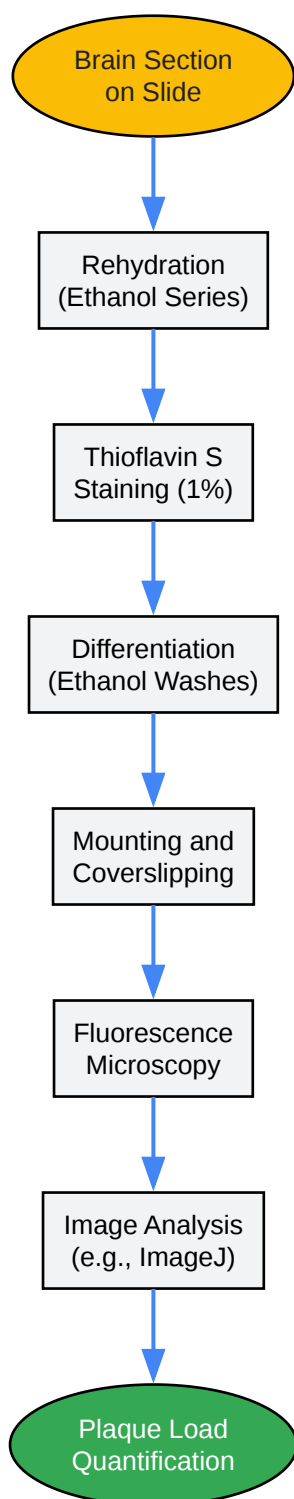 Brain Section
on Slide
Rehydration
(Ethanol Series)
Thioflavin S
Staining (1%)
Differentiation
(Ethanol Washes)
Mounting and
Coverslipping
Fluorescence
Microscopy
Image Analysis
(e.g., ImageJ)
Plaque Load
Quantification